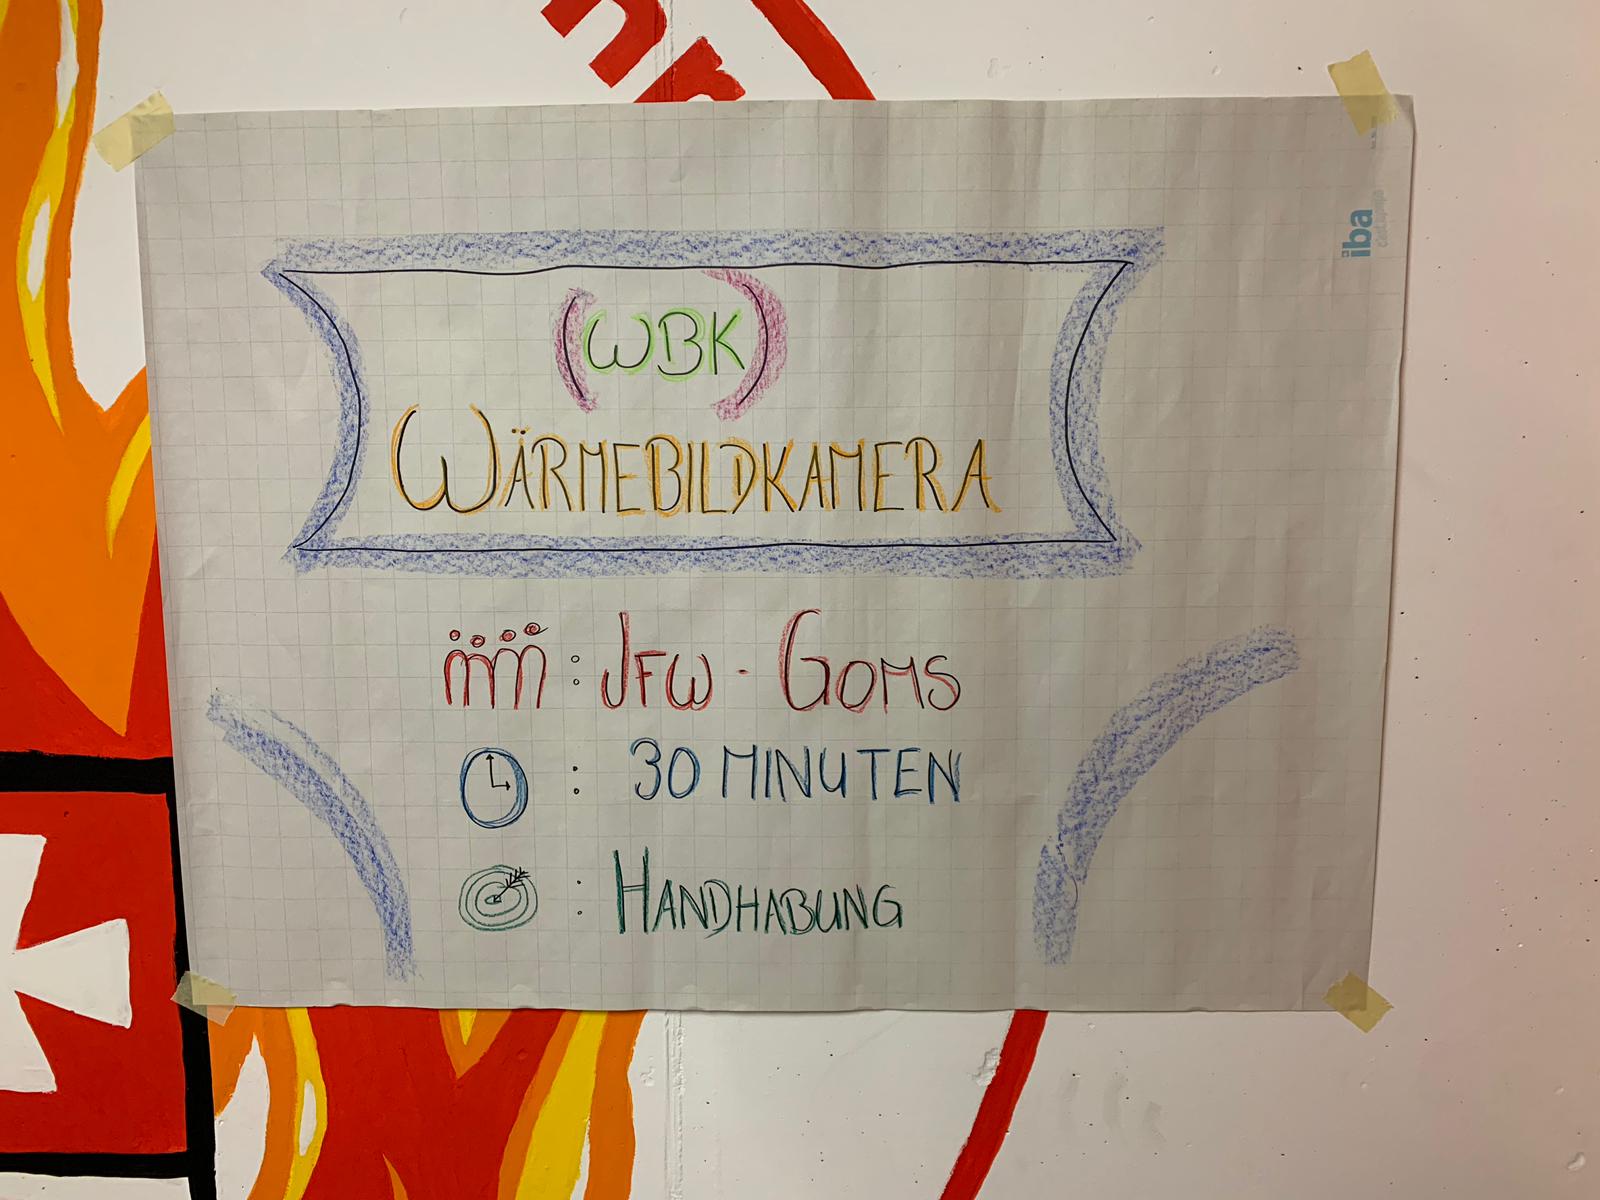 (WBK)
WÄRMEBILDKAMERA
: JFW - GOMS
: 30 MINUTEN
: HANDHABUNG
iba